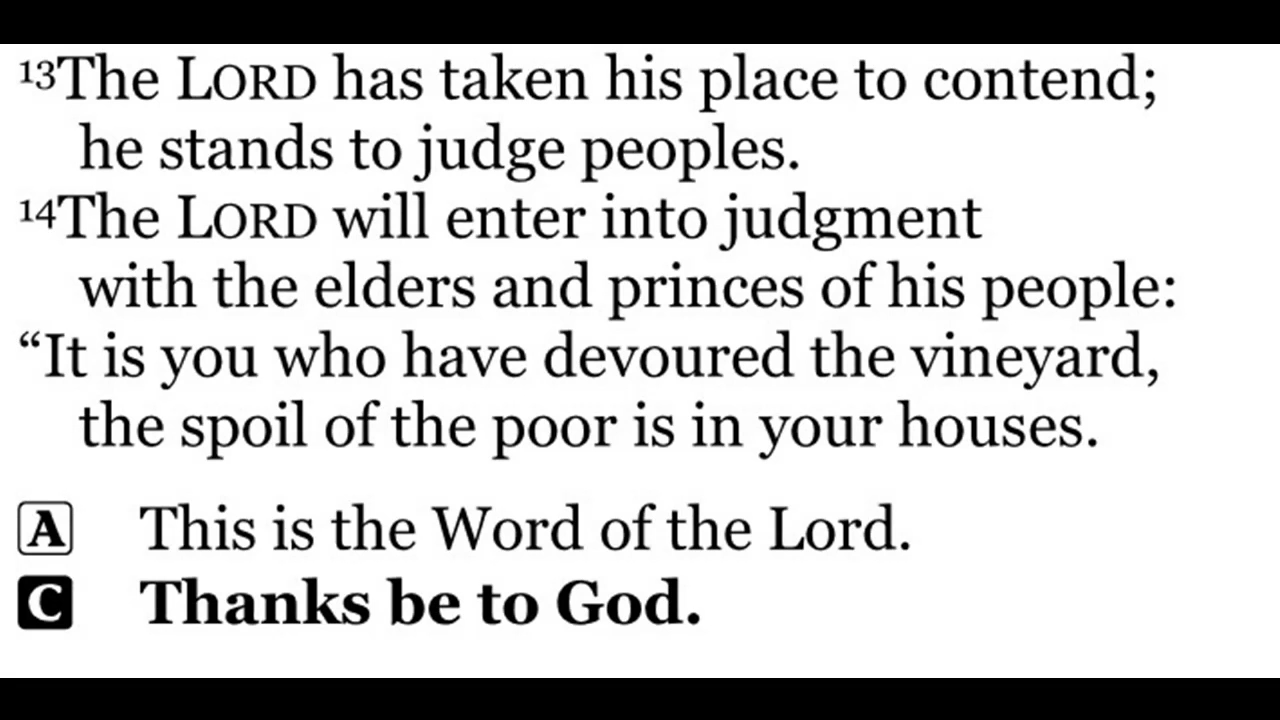 13The LORD has taken his place to contend;
he stands to judge peoples.
14The LORD will enter into judgment
with the elders and princes of his people:
“It is you who have devoured the vineyard,
the spoil of the poor is in your houses.
A This is the Word of the Lord.
C Thanks be to God.